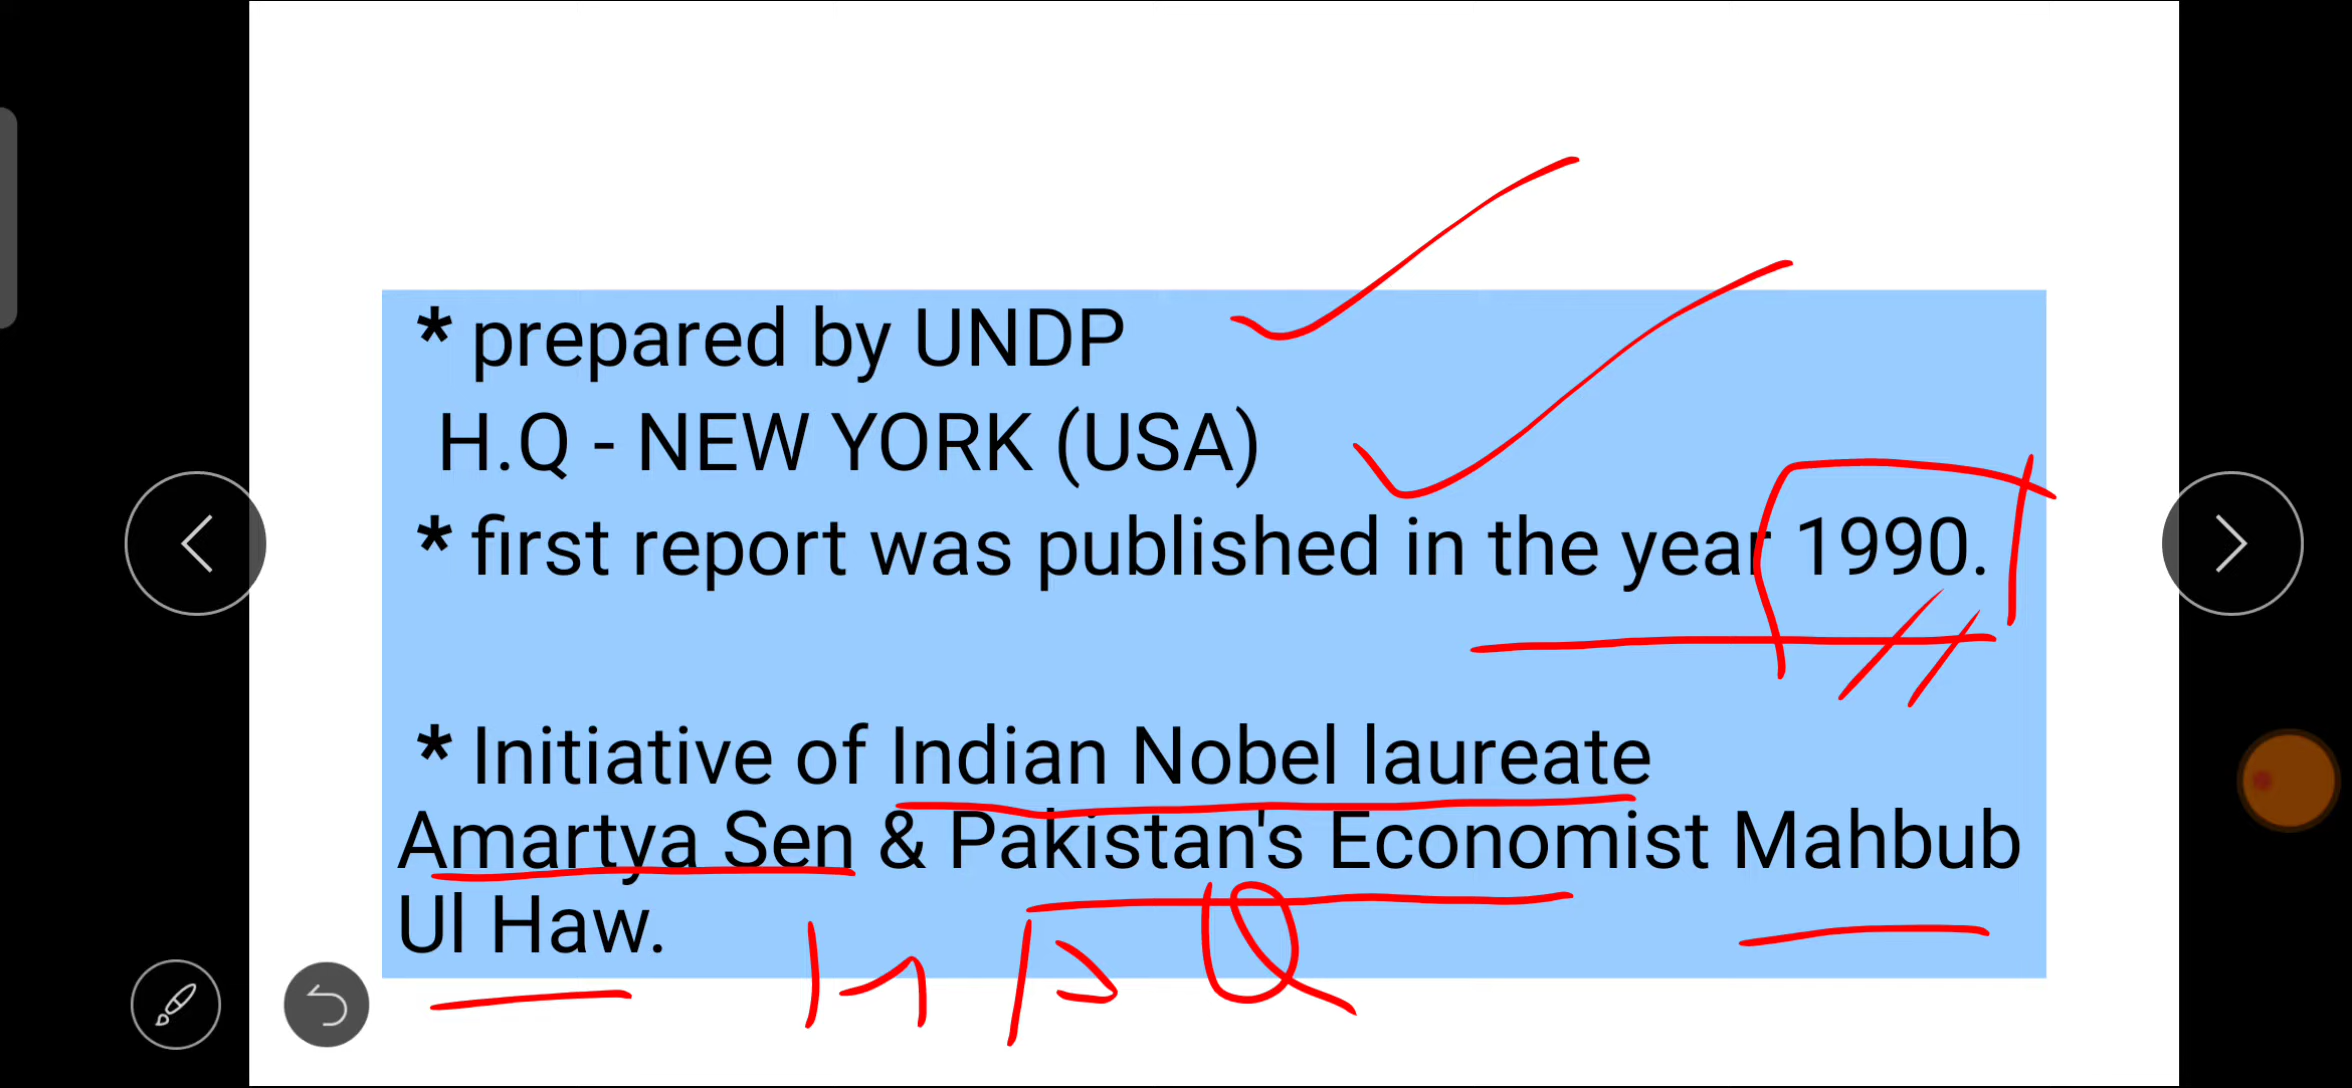 * prepared by UNDP
H.Q - NEW YORK (USA)
* first report was published in the year 1990.
* Initiative of Indian Nobel laureate
Amartya Sen & Pakistan's Economist Mahbub
Ul Haw.